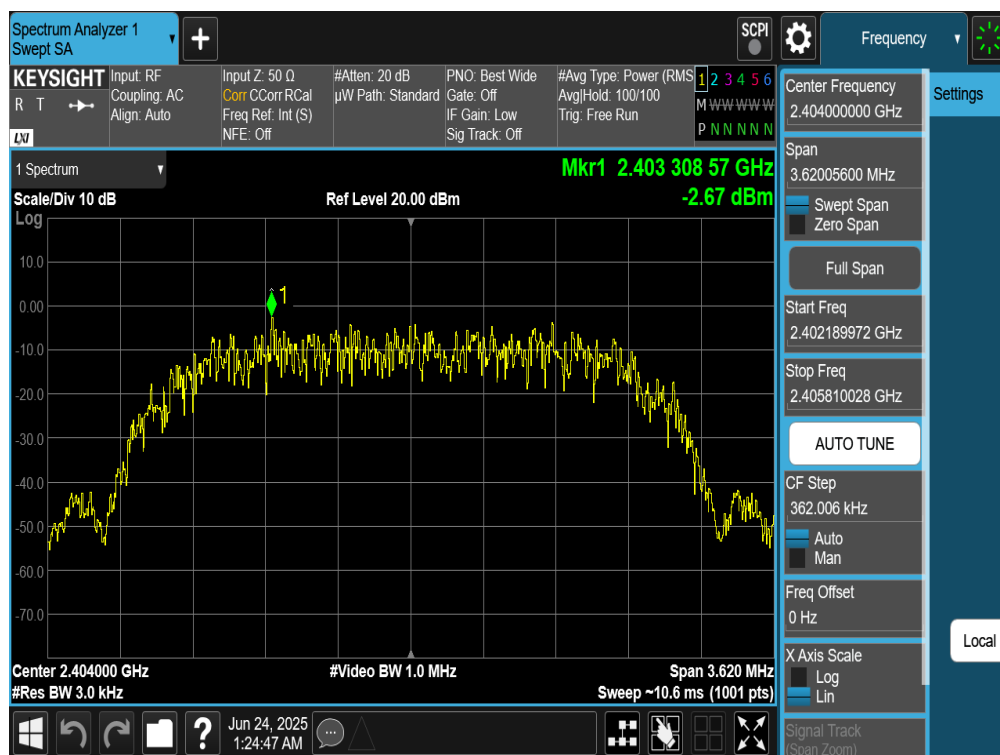 Spectrum Analyzer 1
Swept SA
+
SCPI
Frequency
KEYSIGHT
R T
LXI
Input: RF
Coupling: AC
Align: Auto
Input Z: 50 Ω
Corr CCorr RCal
Freq Ref: Int (S)
NFE: Off
#Atten: 20 dB
µW Path: Standard
PNO: Best Wide
Gate: Off
IF Gain: Low
Sig Track: Off
#Avg Type: Power (RMS
Avg|Hold: 100/100
Trig: Free Run
1 2 3 4 5 6
M W W W W W
P N N N N N
1 Spectrum
Mkr1 2.403 308 57 GHz
Scale/Div 10 dB
Ref Level 20.00 dBm
-2.67 dBm
Log
1
10.0
0.00
-10.0
-20.0
-30.0
-40.0
-50.0
-60.0
-70.0
Center 2.404000 GHz
#Video BW 1.0 MHz
Span 3.620 MHz
#Res BW 3.0 kHz
Sweep ~10.6 ms (1001 pts)
Center Frequency
2.404000000 GHz
Settings
Span
3.62005600 MHz
Swept Span
Zero Span
Full Span
Start Freq
2.402189972 GHz
Stop Freq
2.405810028 GHz
AUTO TUNE
CF Step
362.006 kHz
Auto
Man
Freq Offset
0 Hz
Local
X Axis Scale
Log
Lin
Signal Track
(Span Zoom)
?
Jun 24, 2025
1:24:47 AM